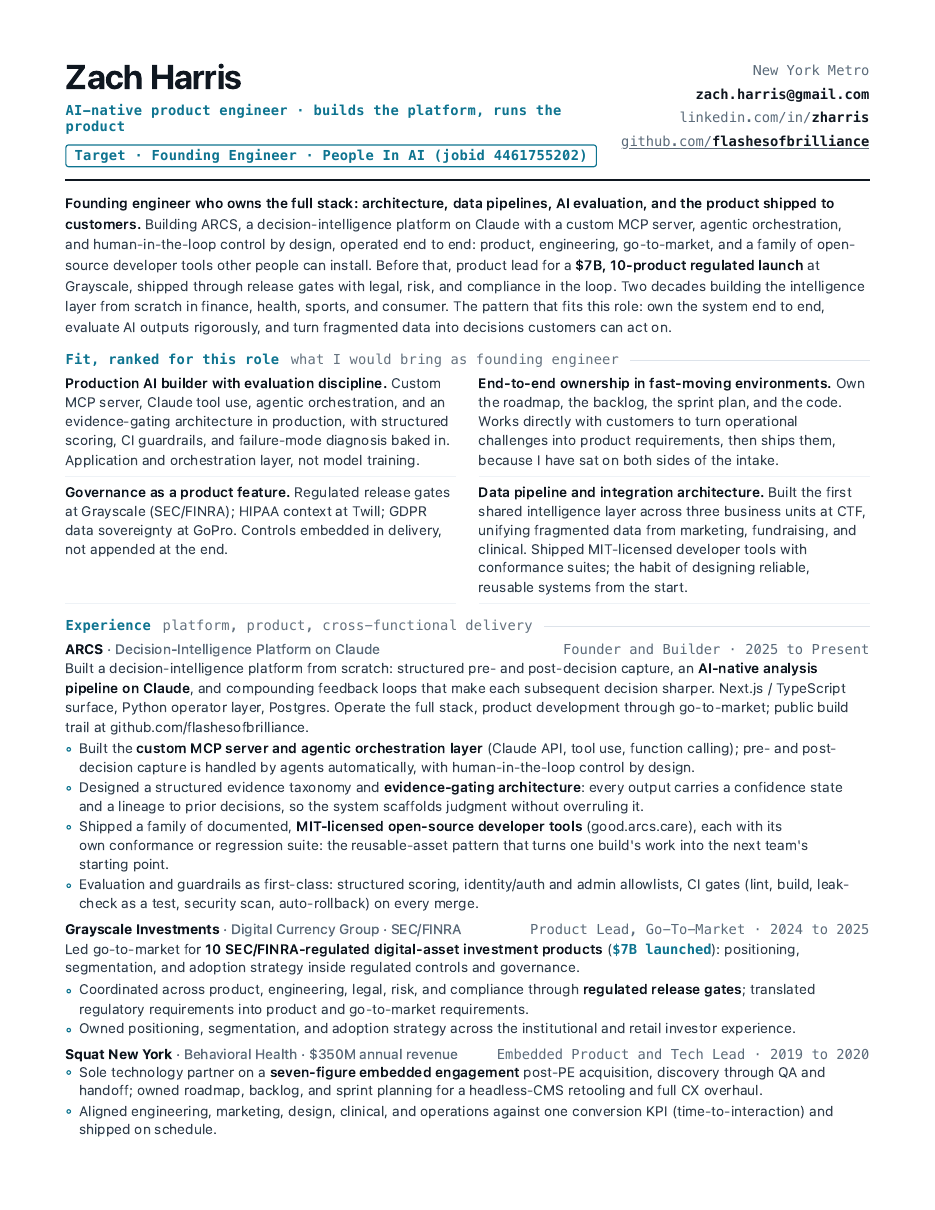 Zach Harris
AI-native product engineer · builds the platform, runs the
product
Target · Founding Engineer · People In AI (jobid 4461755202)
New York Metro
zach.harris@gmail.com
linkedin.com/in/zharris
github.com/flashesofbrilliance
Founding engineer who owns the full stack: architecture, data pipelines, AI evaluation, and the product shipped to
customers. Building ARCS, a decision-intelligence platform on Claude with a custom MCP server, agentic orchestration,
and human-in-the-loop control by design, operated end to end: product, engineering, go-to-market, and a family of open-
source developer tools other people can install. Before that, product lead for a $7B, 10-product regulated launch at
Grayscale, shipped through release gates with legal, risk, and compliance in the loop. Two decades building the intelligence
layer from scratch in finance, health, sports, and consumer. The pattern that fits this role: own the system end to end,
evaluate AI outputs rigorously, and turn fragmented data into decisions customers can act on.
Fit, ranked for this role what I would bring as founding engineer
Production AI builder with evaluation discipline. Custom
MCP server, Claude tool use, agentic orchestration, and an
evidence-gating architecture in production, with structured
scoring, CI guardrails, and failure-mode diagnosis baked in.
Application and orchestration layer, not model training.
End-to-end ownership in fast-moving environments. Own
the roadmap, the backlog, the sprint plan, and the code.
Works directly with customers to turn operational
challenges into product requirements, then ships them,
because I have sat on both sides of the intake.
Governance as a product feature. Regulated release gates
at Grayscale (SEC/FINRA); HIPAA context at Twill; GDPR
data sovereignty at GoPro. Controls embedded in delivery,
not appended at the end.
Data pipeline and integration architecture. Built the first
shared intelligence layer across three business units at CTF,
unifying fragmented data from marketing, fundraising, and
clinical. Shipped MIT-licensed developer tools with
conformance suites; the habit of designing reliable,
reusable systems from the start.
Experience platform, product, cross-functional delivery
ARCS · Decision-Intelligence Platform on Claude Founder and Builder · 2025 to Present
Built a decision-intelligence platform from scratch: structured pre- and post-decision capture, an AI-native analysis
pipeline on Claude, and compounding feedback loops that make each subsequent decision sharper. Next.js / TypeScript
surface, Python operator layer, Postgres. Operate the full stack, product development through go-to-market; public build
trail at github.com/flashesofbrilliance.
Built the custom MCP server and agentic orchestration layer (Claude API, tool use, function calling); pre- and post-
decision capture is handled by agents automatically, with human-in-the-loop control by design.
Designed a structured evidence taxonomy and evidence-gating architecture: every output carries a confidence state
and a lineage to prior decisions, so the system scaffolds judgment without overruling it.
Shipped a family of documented, MIT-licensed open-source developer tools (good.arcs.care), each with its
own conformance or regression suite: the reusable-asset pattern that turns one build's work into the next team's
starting point.
Evaluation and guardrails as first-class: structured scoring, identity/auth and admin allowlists, CI gates (lint, build, leak-
check as a test, security scan, auto-rollback) on every merge.
Grayscale Investments · Digital Currency Group · SEC/FINRA Product Lead, Go-To-Market · 2024 to 2025
Led go-to-market for 10 SEC/FINRA-regulated digital-asset investment products ($7B launched): positioning,
segmentation, and adoption strategy inside regulated controls and governance.
Coordinated across product, engineering, legal, risk, and compliance through regulated release gates; translated
regulatory requirements into product and go-to-market requirements.
Owned positioning, segmentation, and adoption strategy across the institutional and retail investor experience.
Squat New York · Behavioral Health · $350M annual revenue Embedded Product and Tech Lead · 2019 to 2020
Sole technology partner on a seven-figure embedded engagement post-PE acquisition, discovery through QA and
handoff; owned roadmap, backlog, and sprint planning for a headless-CMS retooling and full CX overhaul.
Aligned engineering, marketing, design, clinical, and operations against one conversion KPI (time-to-interaction) and
shipped on schedule.